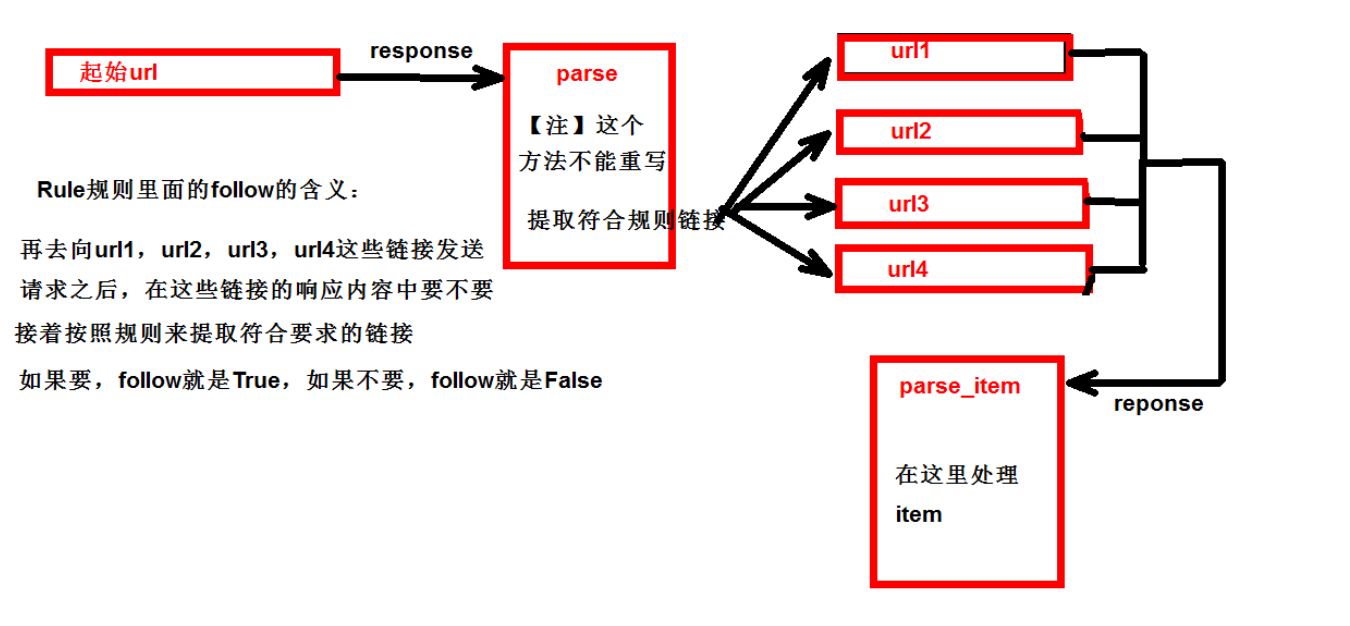 起始url
response
parse
【注】这个
方法不能重写
提取符合规则链接
url1
url2
url3
url4
Rule规则里面的follow的含义：
再去向url1，url2，url3，url4这些链接发送
请求之后，在这些链接的响应内容中要不要
接着按照规则来提取符合要求的链接
如果要，follow就是True，如果不要，follow就是False
parse_item
在这里处理
item
reponse